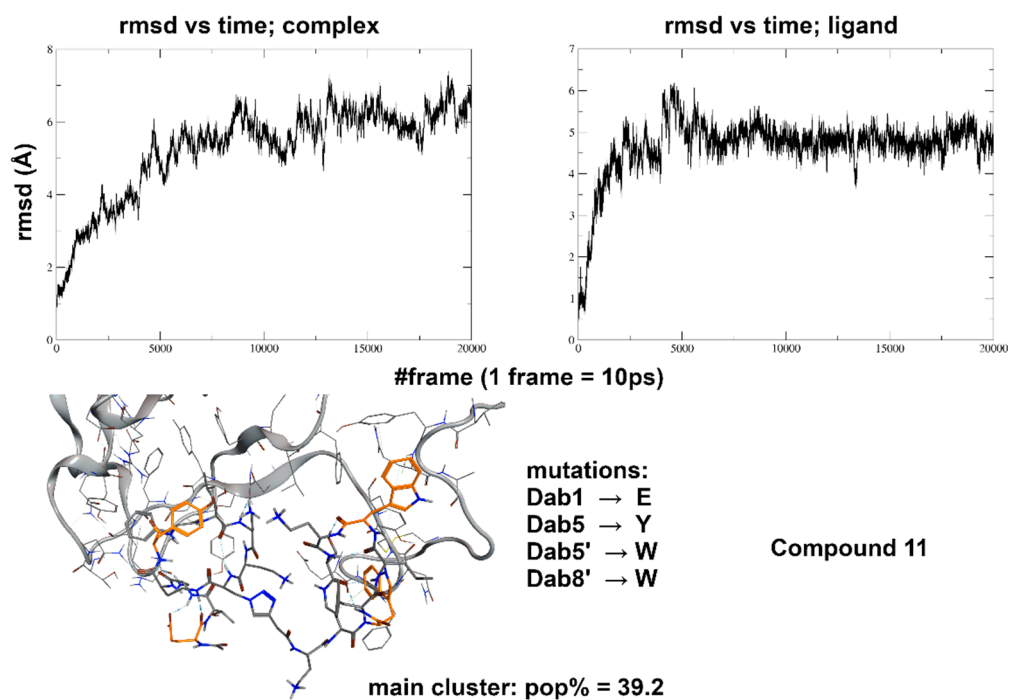 rmsd vs time; complex
rmsd vs time; ligand
rmsd (Å)
8
6
4
2
0
0 5000 10000 15000 20000
7
6
5
4
3
2
1
0
0 5000 10000 15000 20000
#frame (1 frame = 10ps)
mutations:
Dab1 → E
Dab5 → Y
Dab5' → W
Dab8' → W
Compound 11
main cluster: pop% = 39.2